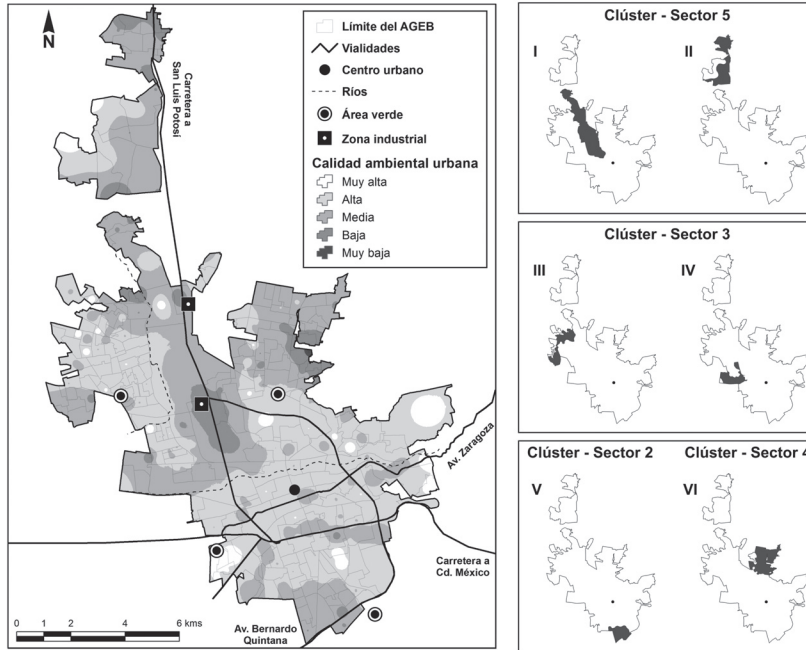 N
Carretera a
San Luis Potosí
Límite del AGEB
Vialidades
Centro urbano
Ríos
Área verde
Zona industrial
Calidad ambiental urbana
Muy alta
Alta
Media
Baja
Muy baja
Av. Zaragoza
Carretera a
Cd. México
Av. Bernardo
Quintana
0 1 2 4 6 kms
Clúster - Sector 5
I
II
Clúster - Sector 3
III
IV
Clúster - Sector 2
Clúster - Sector 4
V
VI